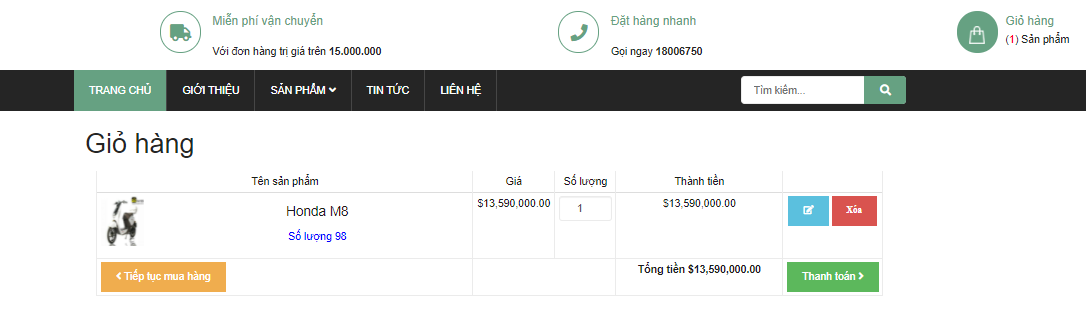 Miễn phí vận chuyển
Với đơn hàng trị giá trên 15.000.000
Đặt hàng nhanh
Gọi ngay 18006750
Giỏ hàng
(1) Sản phẩm
TRANG CHỦ GIỚI THIỆU SẢN PHẨM TIN TỨC LIÊN HỆ Tìm kiếm...
Giỏ hàng
Tên sản phẩm Giá Số lượng Thành tiền
Honda M8 $13,590,000.00 1 $13,590,000.00 Xóa
Số lượng 98
Tiếp tục mua hàng Tổng tiền $13,590,000.00 Thanh toán